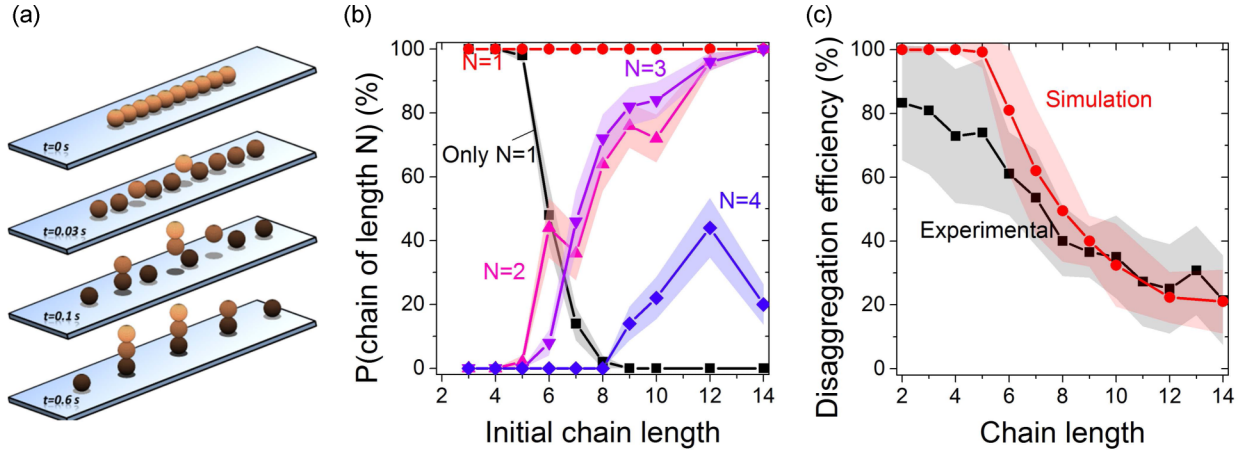 (a)
t=0 s
t=0.03 s
t=0.1 s
t=0.6 s
(b)
P(chain of length N) (%)
100
80
60
40
20
0
N=1
N=3
Only N=1
N=2
N=4
2 4 6 8 10 12 14
Initial chain length
(c)
Disaggregation efficiency (%)
100
80
60
40
20
0
Simulation
Experimental
2 4 6 8 10 12 14
Chain length